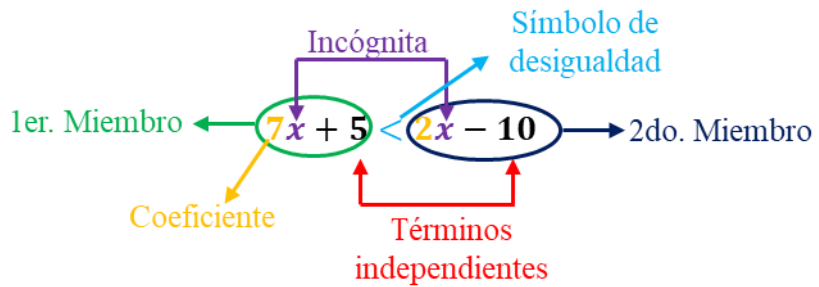 Incógnita
Símbolo de
desigualdad
1er. Miembro
7x + 5 < 2x − 10
2do. Miembro
Coeficiente
Términos
independientes